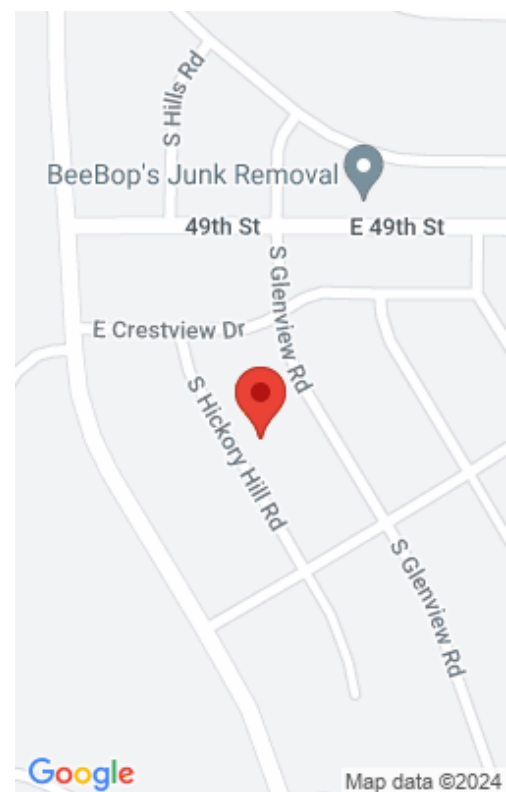 S Hills Rd
BeeBop's Junk Removal
49th St
E 49th St
S Glenview Rd
E Crestview Dr
S Hickory Hill Rd
S Glenview Rd
Google
Map data ©2024